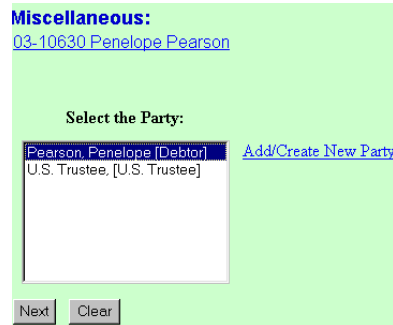 Miscellaneous:
03-10630 Penelope Pearson
Select the Party:
Pearson, Penelope [Debtor]
Add/Create New Party
U.S. Trustee, [U.S. Trustee]
Next Clear